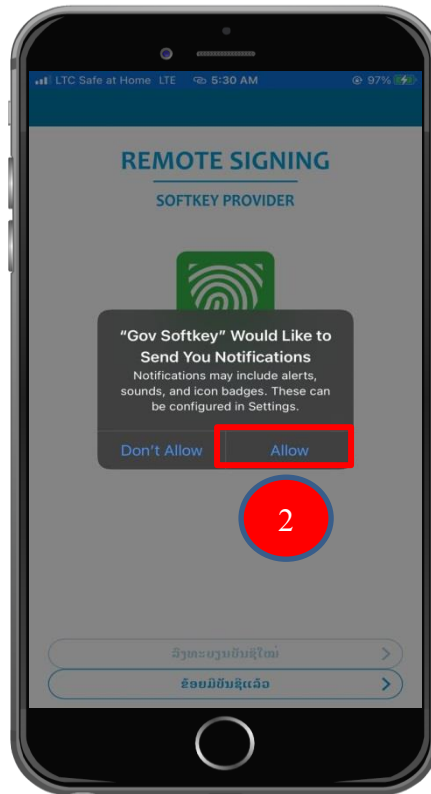 LTC Safe at Home LTE 5:30 AM 97%
REMOTE SIGNING
SOFTKEY PROVIDER
“Gov Softkey” Would Like to
Send You Notifications
Notifications may include alerts,
sounds, and icon badges. These can
be configured in Settings.
Don't Allow Allow
2
ລົງທະບຽນບັນຊີໃໝ່
ຂ້ອຍມີບັນຊີແລ້ວ